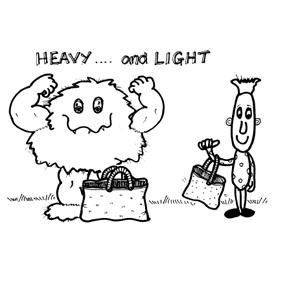 HEAVY .... and LIGHT